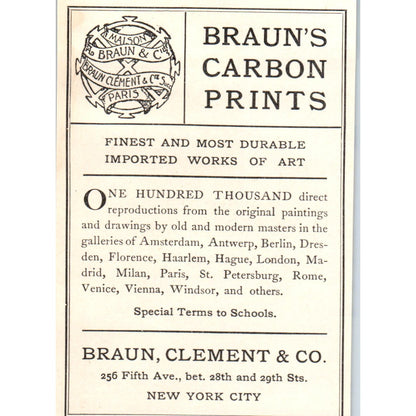 MAISON
BRAUN & Cie
BRAUN CLÉMENT & Cie S
PARIS
BRAUN'S
CARBON
PRINTS
FINEST AND MOST DURABLE
IMPORTED WORKS OF ART
ONE HUNDRED THOUSAND direct
reproductions from the original paintings
and drawings by old and modern masters in the
galleries of Amsterdam, Antwerp, Berlin, Dres-
den, Florence, Haarlem, Hague, London, Ma-
drid, Milan, Paris, St. Petersburg, Rome,
Venice, Vienna, Windsor, and others.
Special Terms to Schools.
BRAUN, CLEMENT & CO.
256 Fifth Ave., bet. 28th and 29th Sts.
NEW YORK CITY